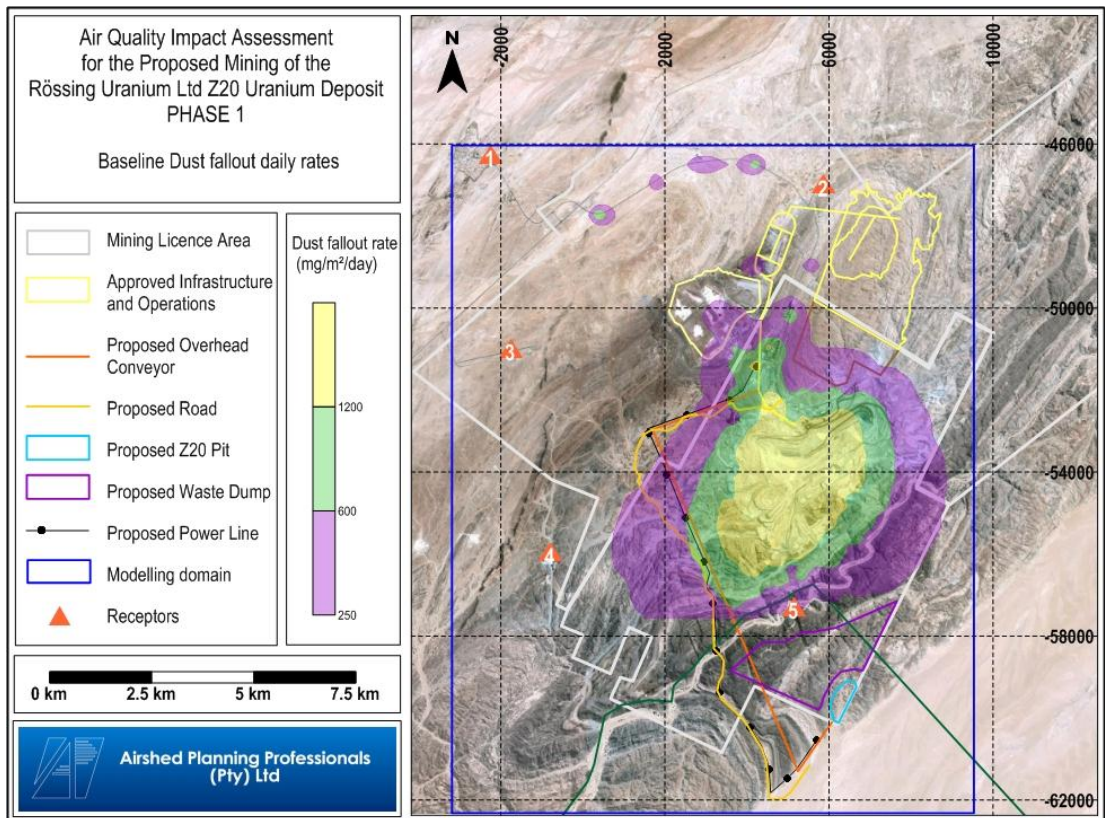 Air Quality Impact Assessment
for the Proposed Mining of the
Rössing Uranium Ltd Z20 Uranium Deposit
PHASE 1
Baseline Dust fallout daily rates
Mining Licence Area
Approved Infrastructure
and Operations
Proposed Overhead
Conveyor
Proposed Road
Proposed Z20 Pit
Proposed Waste Dump
Proposed Power Line
Modelling domain
Receptors
Dust fallout rate
(mg/m²/day)
1200
600
250
0 km 2.5 km 5 km 7.5 km
Airshed Planning Professionals
(Pty) Ltd
N
-2000
2000
6000
10000
-46000
-50000
-54000
-58000
-62000
1
2
3
4
5